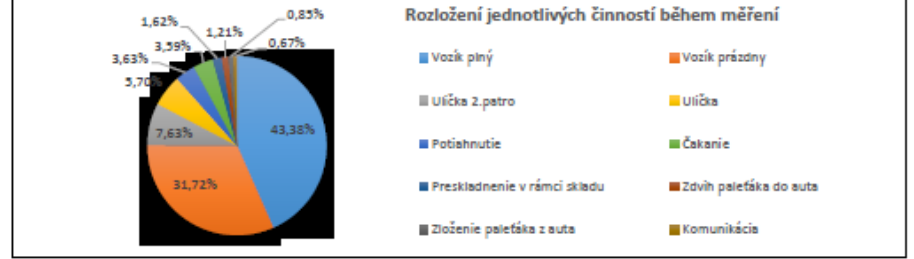 Rozložení jednotlivých činností během měření
0,85%
1,62%
1,21%
0,67%
3,59%
3,63%
5,70%
7,63%
43,38%
31,72%
Vozík plný
Vozík prázdny
Ulička 2.patro
Ulička
Potiahnutie
Čakanie
Preskladnenie v rámci skladu
Zdvih paleťáka do auta
Zloženie paleťáka z auta
Komunikácia